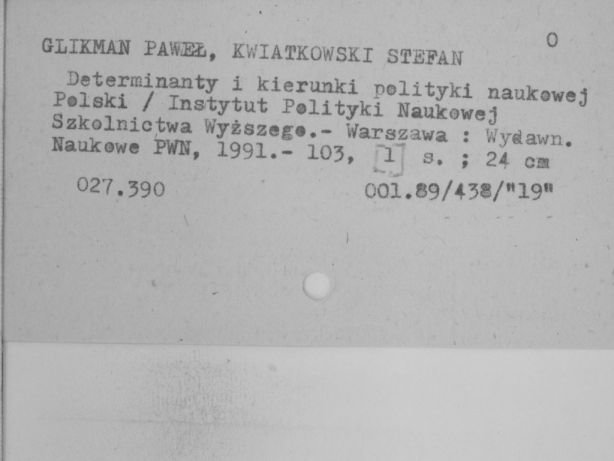 O
GLIKMAN PAWEŁ, KWIATKOWSKI STEFAN
Determinanty i kierunki polityki naukowej
Polski / Instytut Polityki Naukowej
Szkolnictwa Wyższego.- Warszawa : Wydawn.
Naukowe PWN, 1991.- 103, [1] s. ; 24 cm
027.390 001.89/438/"19"